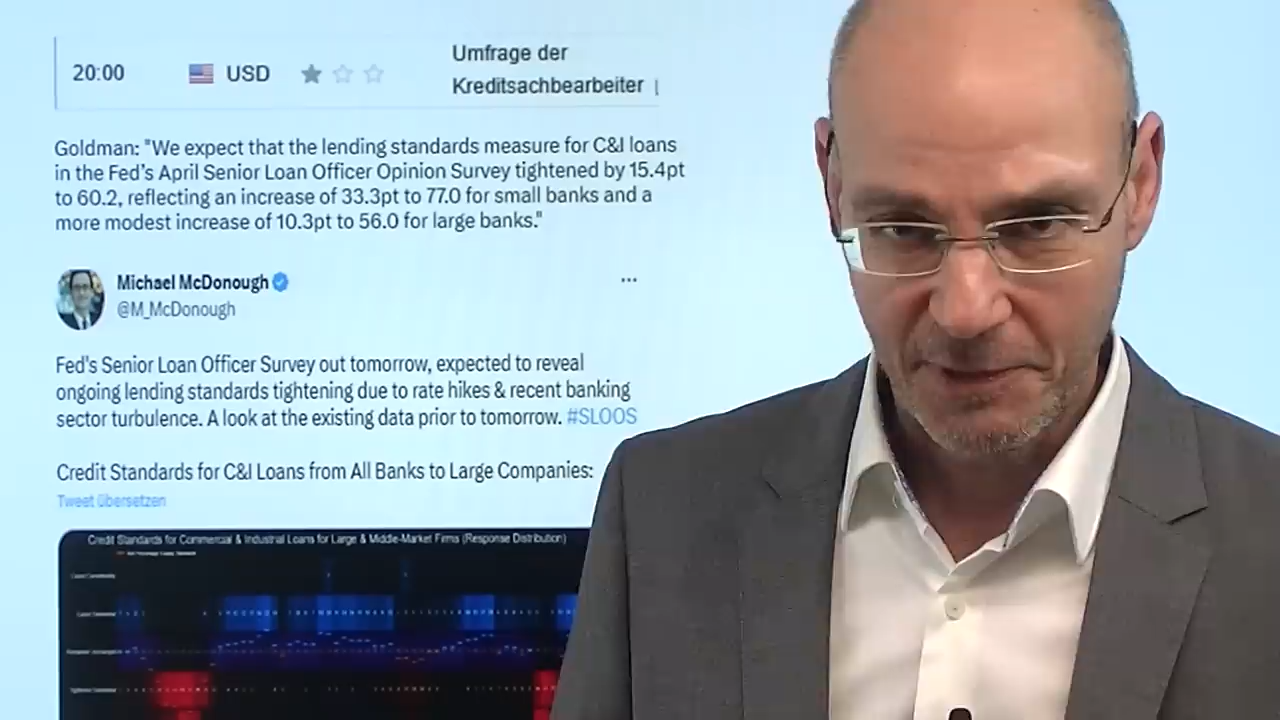 Umfrage der
20:00 USD
Kreditsachbearbeiter
Goldman: "We expect that the lending standards measure for C&I loans
in the Fed's April Senior Loan Officer Opinion Survey tightened by 15.4pt
to 60.2, reflecting an increase of 33.3pt to 77.0 for small banks and a
more modest increase of 10.3pt to 56.0 for large banks."
Michael McDonough
@M_McDonough
Fed's Senior Loan Officer Survey out tomorrow, expected to reveal
ongoing lending standards tightening due to rate hikes & recent banking
sector turbulence. A look at the existing data prior to tomorrow. #SLOOS
Credit Standards for C&I Loans from All Banks to Large Companies:
Tweet übersetzen
Credit Standards for Commercial & Industrial Loans for Large & Middle-Market Firms (Response Distribution)